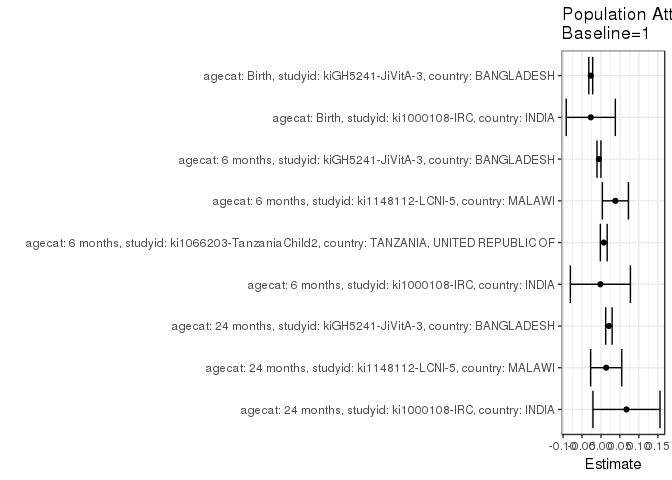 Population Att
Baseline=1
agecat: Birth, studyid: kiGH5241-JiVitA-3, country: BANGLADESH
agecat: Birth, studyid: ki1000108-IRC, country: INDIA
agecat: 6 months, studyid: kiGH5241-JiVitA-3, country: BANGLADESH
agecat: 6 months, studyid: ki1148112-LCNI-5, country: MALAWI
agecat: 6 months, studyid: ki1066203-TanzaniaChild2, country: TANZANIA, UNITED REPUBLIC OF
agecat: 6 months, studyid: ki1000108-IRC, country: INDIA
agecat: 24 months, studyid: kiGH5241-JiVitA-3, country: BANGLADESH
agecat: 24 months, studyid: ki1148112-LCNI-5, country: MALAWI
agecat: 24 months, studyid: ki1000108-IRC, country: INDIA
-0.10 -0.05 0.00 0.05 0.10 0.15
Estimate